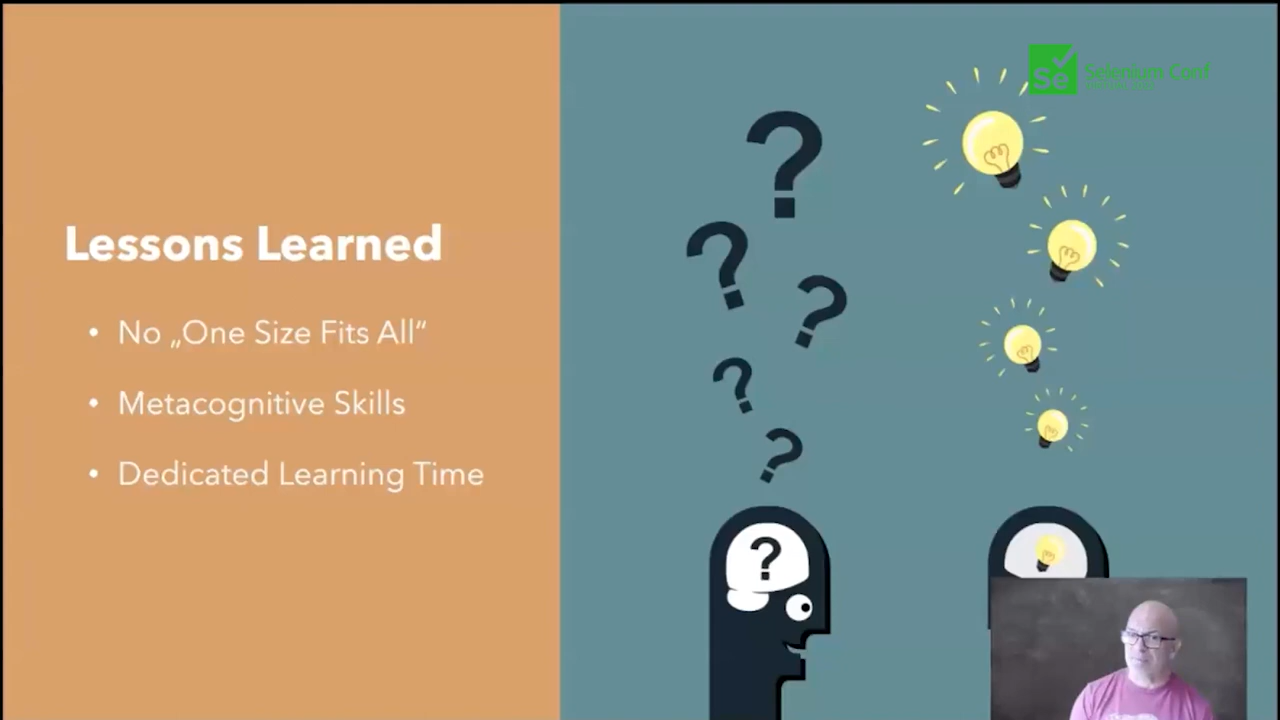 Se
Selenium Conf
Lessons Learned
• No „One Size Fits All“
• Metacognitive Skills
• Dedicated Learning Time
?
?
?
?
?
?